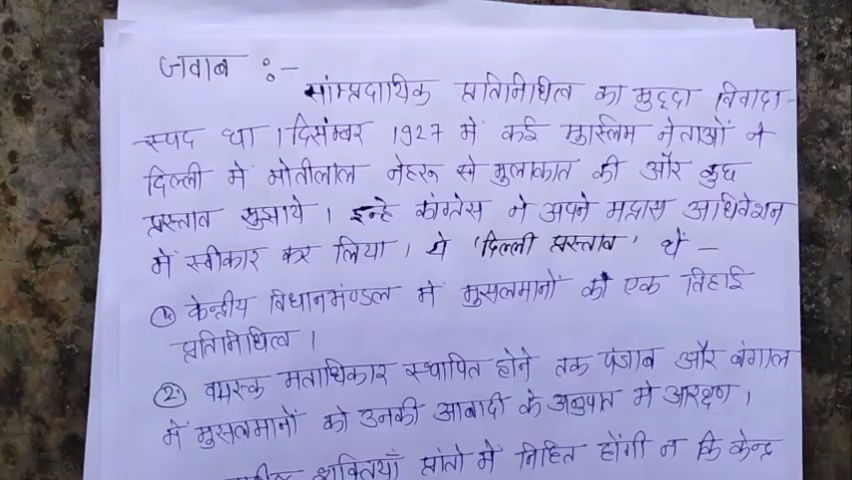 जवाब :-
सांम्प्रदायिक प्रतिनिधित्व का मुद्दा विवादा-
स्पद था । दिसंम्बर 1927 में कई मुस्लिम नेताओं ने
दिल्ली में मोतीलाल नेहरू से मुलाकात की और कुछ
प्रस्ताव सुझाये । इन्हे कांग्रेस ने अपने मद्रास अधिवेशन
में स्वीकार कर लिया । ये 'दिल्ली प्रस्ताव' थें -
① केन्द्रीय विधानमंण्डल में मुसलमानों को एक तिहाई
प्रतिनिधित्व ।
② वयस्क मताधिकार स्थापित होने तक पंजाब और बंगाल
में मुसलमानों को उनकी आबादी के अनुपात में आरक्षण ।
शक्तियाँ प्रांतो में निहित होंगी न कि केन्द्र